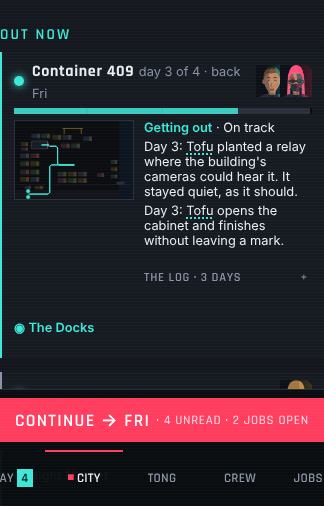 OUT NOW
Container 409 day 3 of 4 · back
Fri
Getting out · On track
Day 3: Tofu planted a relay
where the building's
cameras could hear it. It
stayed quiet, as it should.
Day 3: Tofu opens the
cabinet and finishes
without leaving a mark.
THE LOG · 3 DAYS +
◉ The Docks
CONTINUE → FRI · 4 UNREAD · 2 JOBS OPEN
AY 4 CITY TONG CREW JOBS